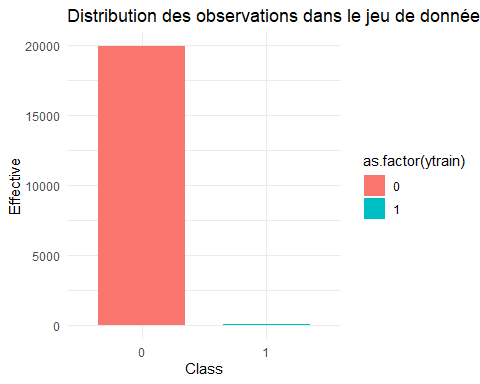 Distribution des observations dans le jeu de donnée
20000
15000
10000
5000
0
Effective
0
1
Class
as.factor(ytrain)
0
1